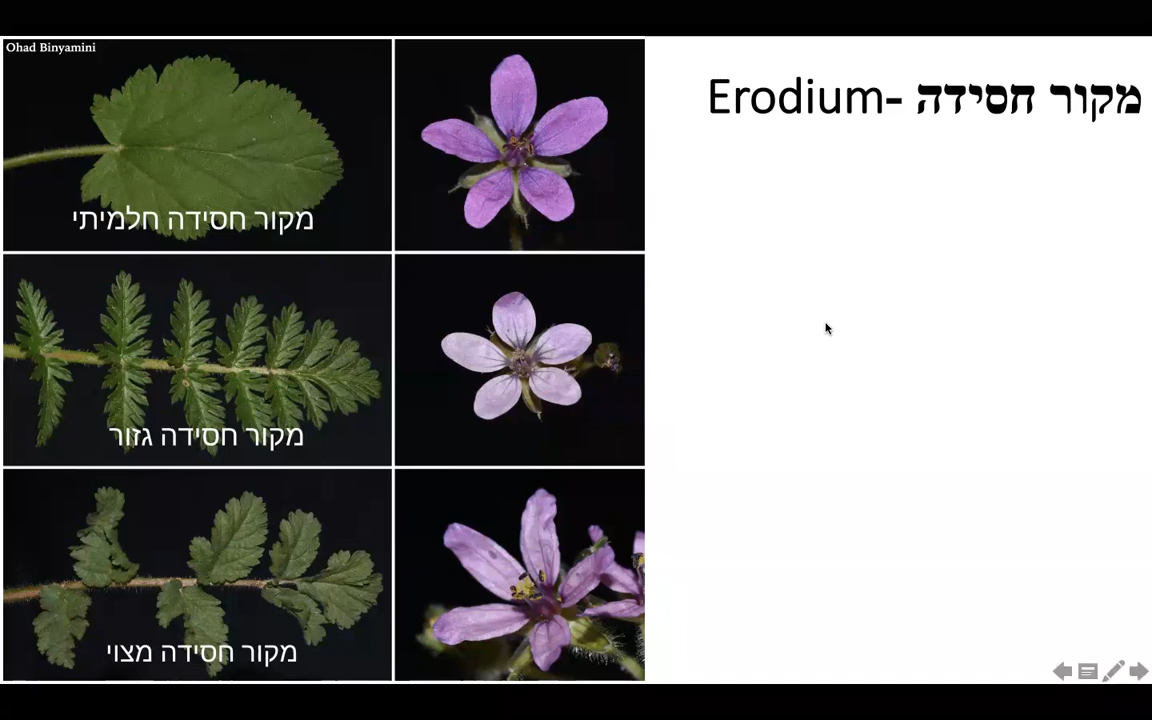 Ohad Binyamini
Erodium- מקור חסידה
מקור חסידה חלמיתי
מקור חסידה גזור
מקור חסידה מצוי